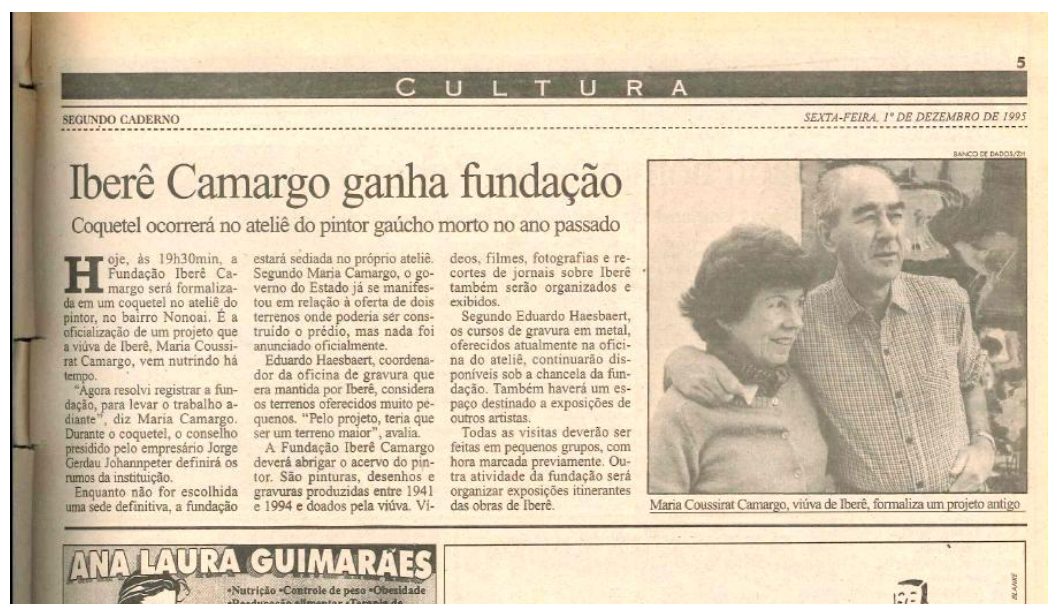 5
CULTURA
SEGUNDO CADERNO
SEXTA-FEIRA, 1º DE DEZEMBRO DE 1995
BANCO DE DADOS/ZH
Iberê Camargo ganha fundação
Coquetel ocorrerá no ateliê do pintor gaúcho morto no ano passado
Hoje, às 19h30min, a
Fundação Iberê Ca-
margo será formaliza-
da em um coquetel no ateliê do
pintor, no bairro Nonoai. É a
oficialização de um projeto que
a viúva de Iberê, Maria Coussi-
rat Camargo, vem nutrindo há
tempo.
“Agora resolvi registrar a fun-
dação, para levar o trabalho a-
diante”, diz Maria Camargo.
Durante o coquetel, o conselho
presidido pelo empresário Jorge
Gerdau Johannpeter definirá os
rumos da instituição.
Enquanto não for escolhida
uma sede definitiva, a fundação
estará sediada no próprio ateliê.
Segundo Maria Camargo, o go-
verno do Estado já se manifes-
tou em relação à oferta de dois
terrenos onde poderia ser cons-
truído o prédio, mas nada foi
anunciado oficialmente.
Eduardo Haesbaert, coordena-
dor da oficina de gravura que
era mantida por Iberê, considera
os terrenos oferecidos muito pe-
quenos. “Pelo projeto, teria que
ser um terreno maior”, avalia.
A Fundação Iberê Camargo
deverá abrigar o acervo do pin-
tor. São pinturas, desenhos e
gravuras produzidas entre 1941
e 1994 e doados pela viúva. Ví-
deos, filmes, fotografias e re-
cortes de jornais sobre Iberê
também serão organizados e
exibidos.
Segundo Eduardo Haesbaert,
os cursos de gravura em metal,
oferecidos atualmente na ofici-
na do ateliê, continuarão dis-
poníveis sob a chancela da fun-
dação. Também haverá um es-
paço destinado a exposições de
outros artistas.
Todas as visitas deverão ser
feitas em pequenos grupos, com
hora marcada previamente. Ou-
tra atividade da fundação será
organizar exposições itinerantes
das obras de Iberê.
Maria Coussirat Camargo, viúva de Iberê, formaliza um projeto antigo
ANA LAURA GUIMARÃES
•Nutrição •Controle de peso •Obesidade
•Reeducação alimentar •Terapia de
BLANKE